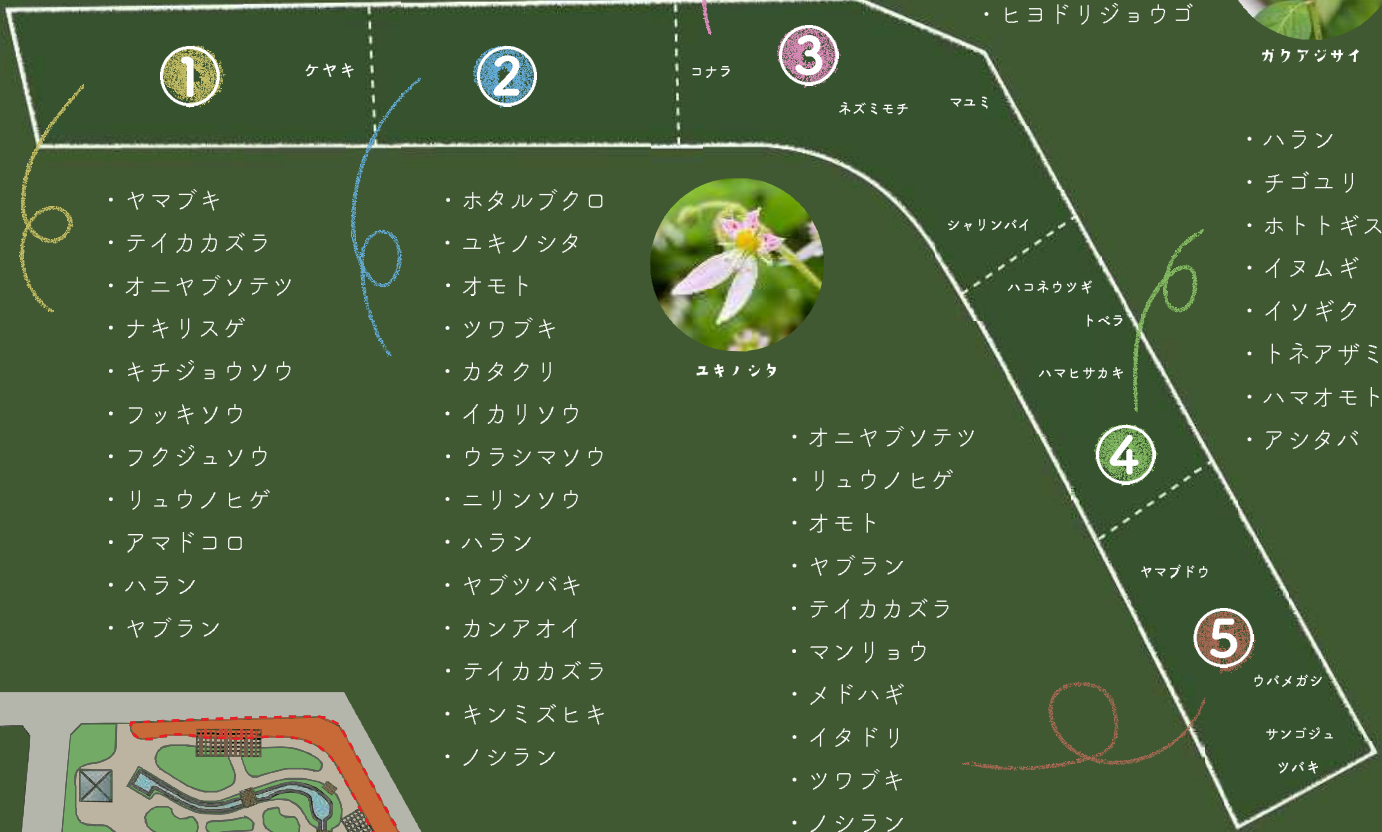 ・ヒヨドリジョウゴ
ガクアジサイ
1
ケヤキ
2
コナラ
3
ネズミモチ
マユミ
シャリンバイ
ハコネウツギ
トベラ
ハマヒサカキ
4
ヤマブドウ
5
ウバメガシ
サンゴジュ
ツバキ
・ヤマブキ
・テイカカズラ
・オニヤブソテツ
・ナキリスゲ
・キチジョウソウ
・フッキソウ
・フクジュソウ
・リュウノヒゲ
・アマドコロ
・ハラン
・ヤブラン
・ホタルブクロ
・ユキノシタ
・オモト
・ツワブキ
・カタクリ
・イカリソウ
・ウラシマソウ
・ニリンソウ
・ハラン
・ヤブツバキ
・カンアオイ
・テイカカズラ
・キンミズヒキ
・ノシラン
ユキノシタ
・オニヤブソテツ
・リュウノヒゲ
・オモト
・ヤブラン
・テイカカズラ
・マンリョウ
・メドハギ
・イタドリ
・ツワブキ
・ノシラン
・ハラン
・チゴユリ
・ホトトギス
・イヌムギ
・イソギク
・トネアザミ
・ハマオモト
・アシタバ